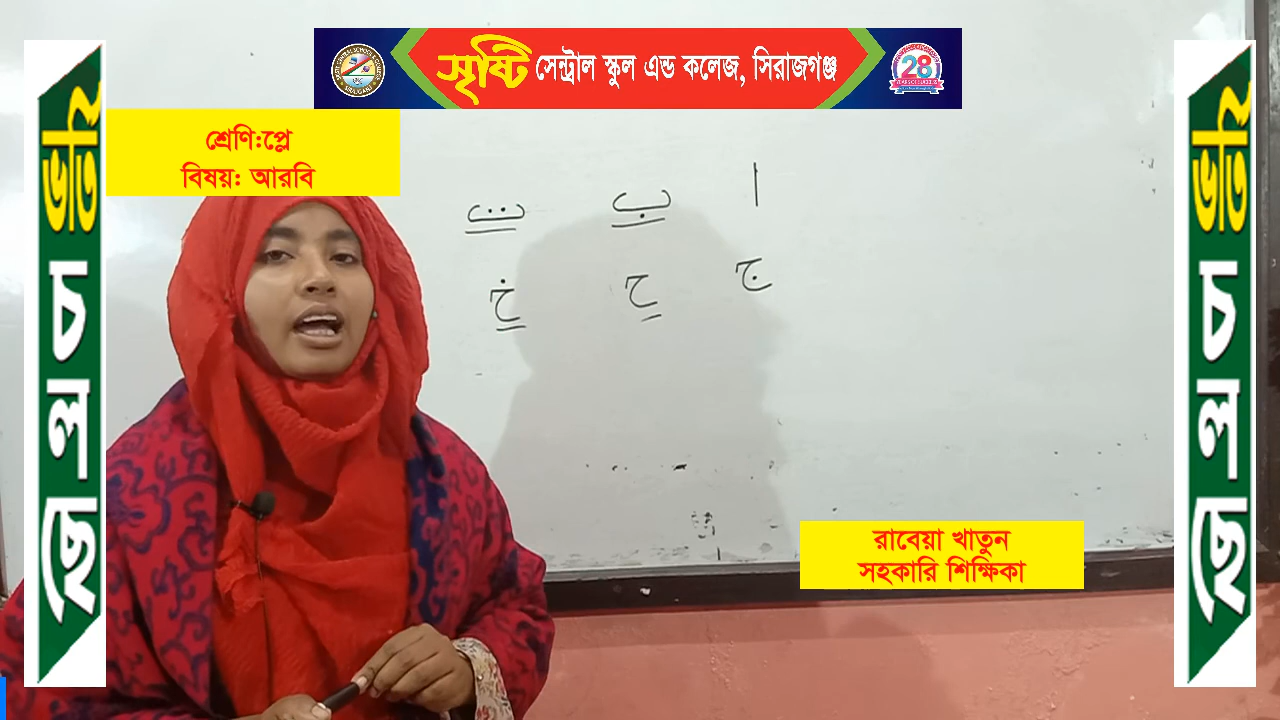 সৃষ্টি সেন্ট্রাল স্কুল এন্ড কলেজ, সিরাজগঞ্জ
28
শ্রেণি:প্লে
বিষয়: আরবি
ভর্তি চলছে
ভর্তি চলছে
ا ب ت
ج ح خ
রাবেয়া খাতুন
সহকারি শিক্ষিকা